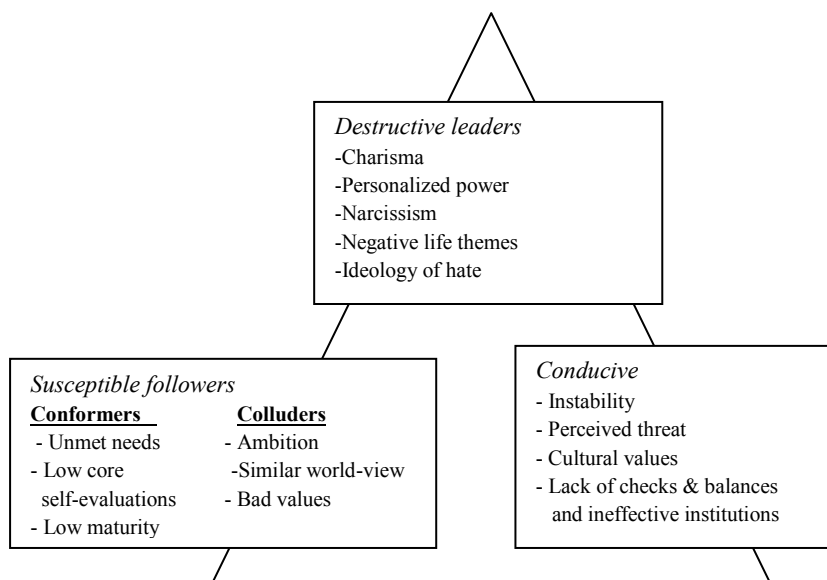 Destructive leaders
-Charisma
-Personalized power
-Narcissism
-Negative life themes
-Ideology of hate
Susceptible followers
Conformers
- Unmet needs
- Low core
self-evaluations
- Low maturity
Colluders
- Ambition
-Similar world-view
- Bad values
Conducive
- Instability
- Perceived threat
- Cultural values
- Lack of checks & balances
and ineffective institutions